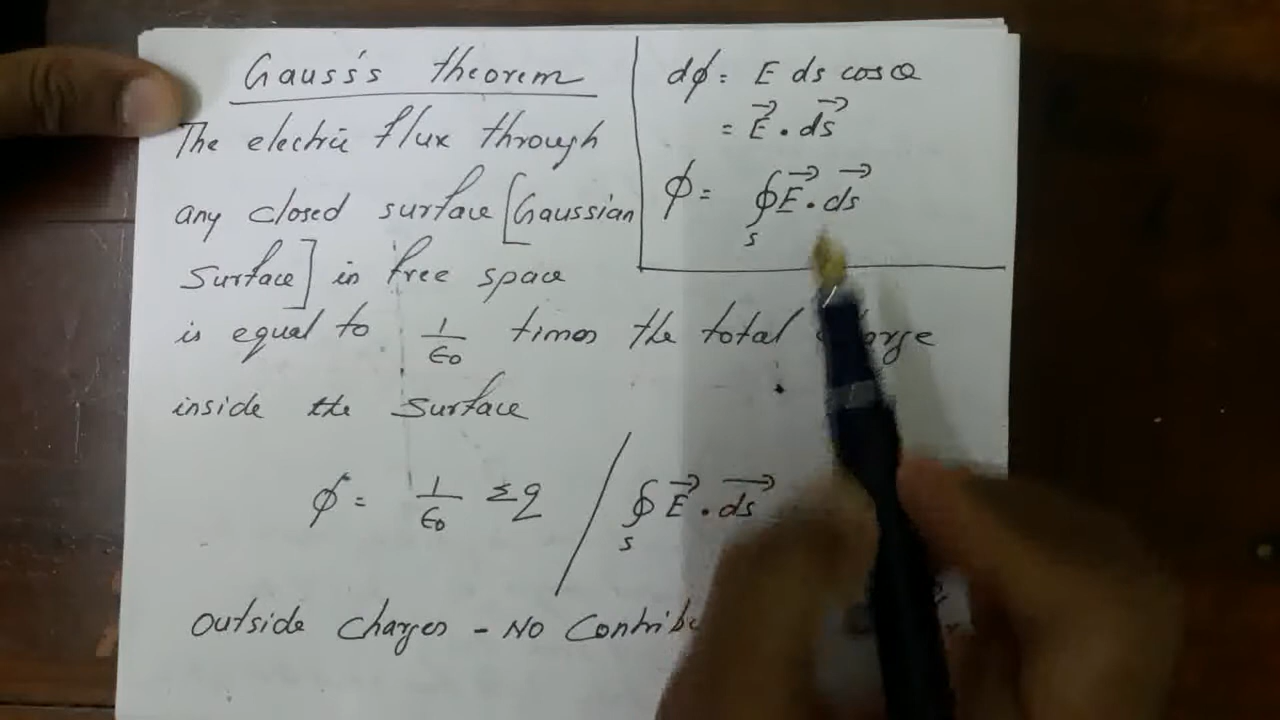 Gauss's theorem
The electric flux through
any closed surface [Gaussian
Surface] in free space
is equal to 1/ϵ0 times the total
inside the surface
ϕ = 1/ϵ0 Σq / ∮s E⃗ . ds⃗
Outside charges - No
dϕ = E ds cosθ
= E⃗ . ds⃗
ϕ = ∮s E⃗ . ds⃗